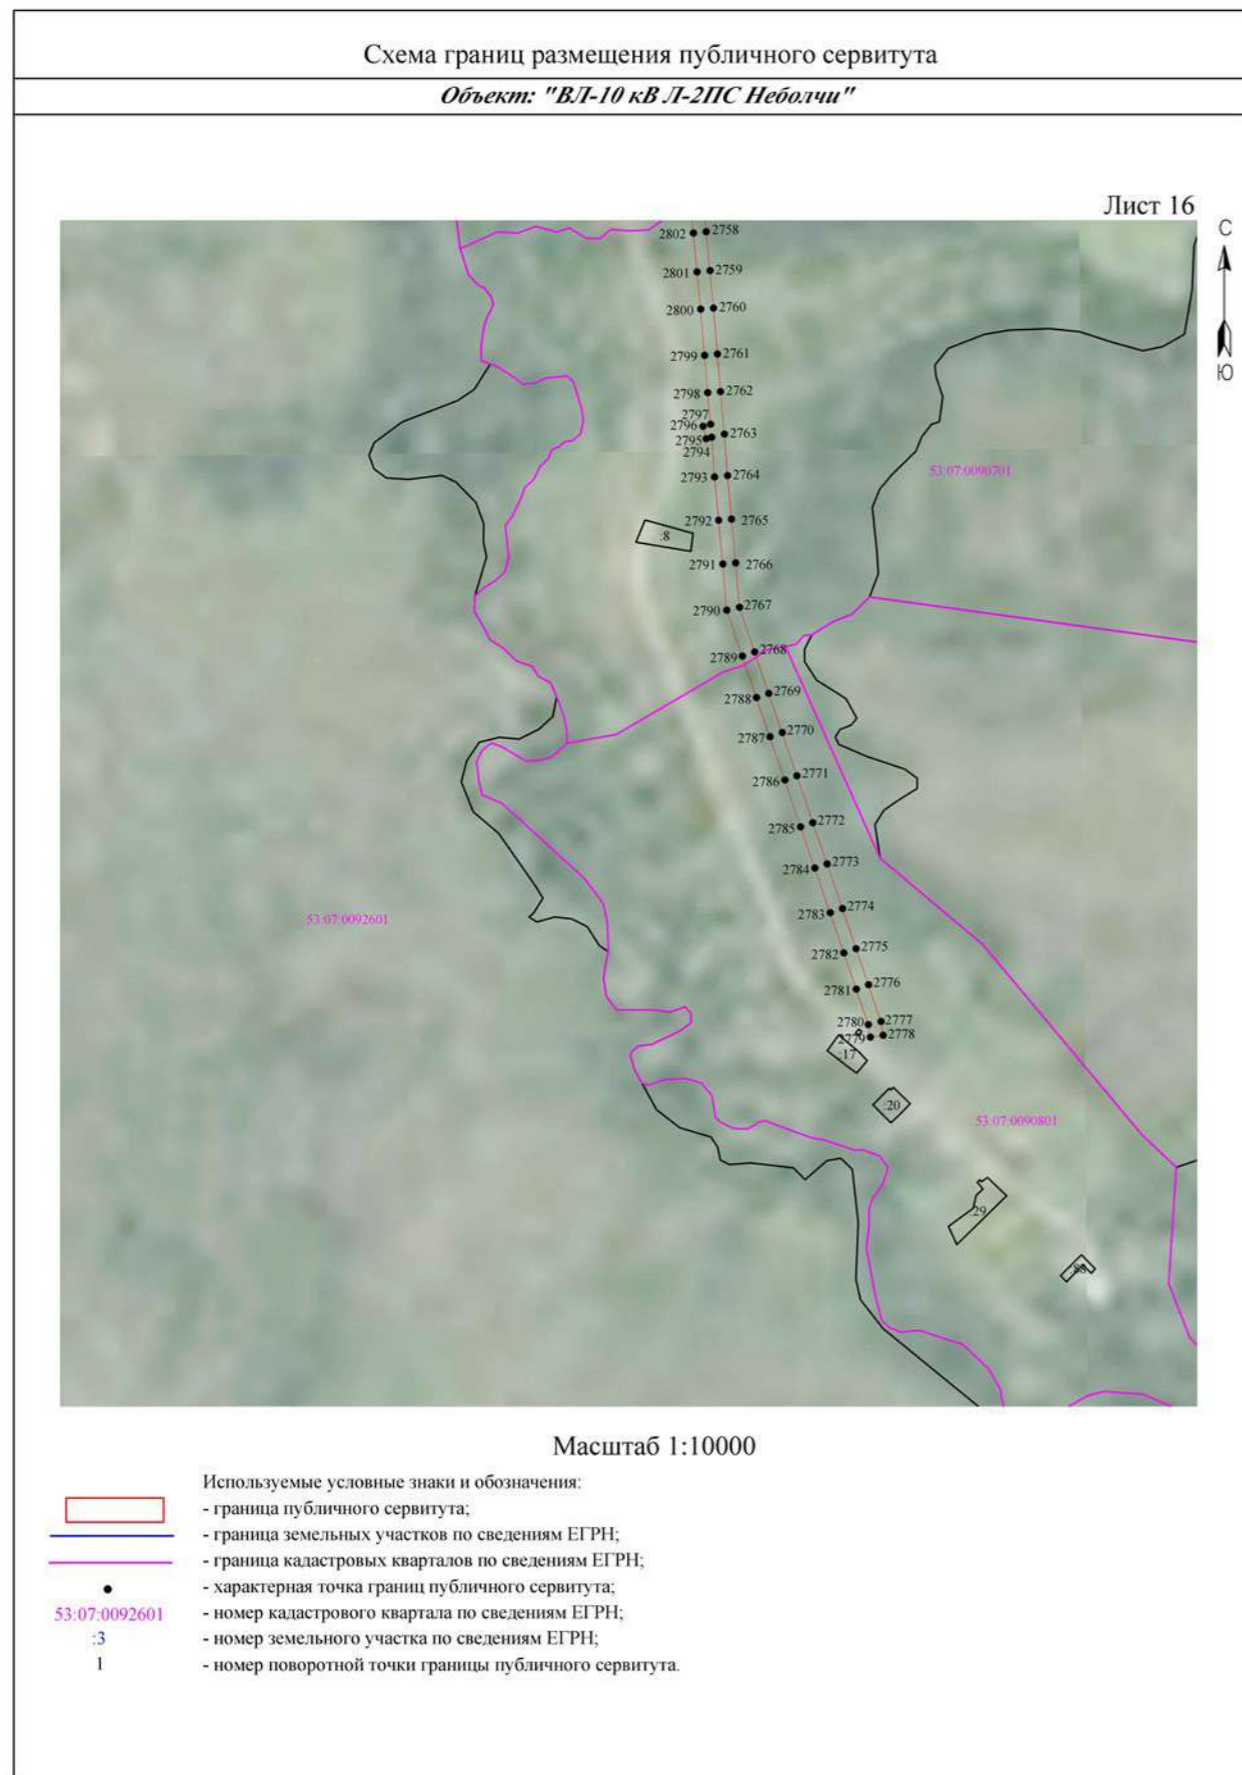 Схема границ размещения публичного сервитута
Объект: "ВЛ-10 кВ Л-2ПС Неболчи"
Лист 16
С
Ю
2802 2758
2801 2759
2800 2760
2799 2761
2798 2762
2797
2796 2763
2795
2794
2793 2764
53:07:0090701
2792 2765
:8
2791 2766
2790 2767
2789 2768
2788 2769
2787 2770
2786 2771
2785 2772
2784 2773
2783 2774
53:07:0092601
2782 2775
2781 2776
2780 2777
2779 2778
:17
:20
53:07:0090801
:29
:88
Масштаб 1:10000
Используемые условные знаки и обозначения:
- граница публичного сервитута;
- граница земельных участков по сведениям ЕГРН;
- граница кадастровых кварталов по сведениям ЕГРН;
- характерная точка границ публичного сервитута;
53:07:0092601 - номер кадастрового квартала по сведениям ЕГРН;
:3 - номер земельного участка по сведениям ЕГРН;
1 - номер поворотной точки границы публичного сервитута.